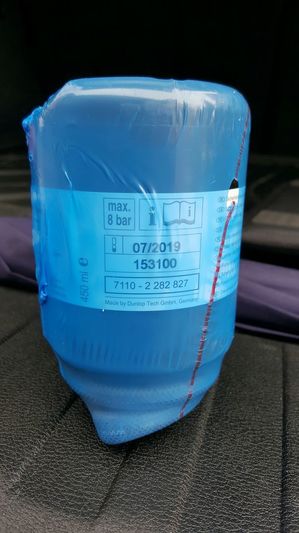 max.
8 bar
07/2019
153100
7110 - 2 282 827
Made by Dunlop Tech GmbH, Germany
450 ml e